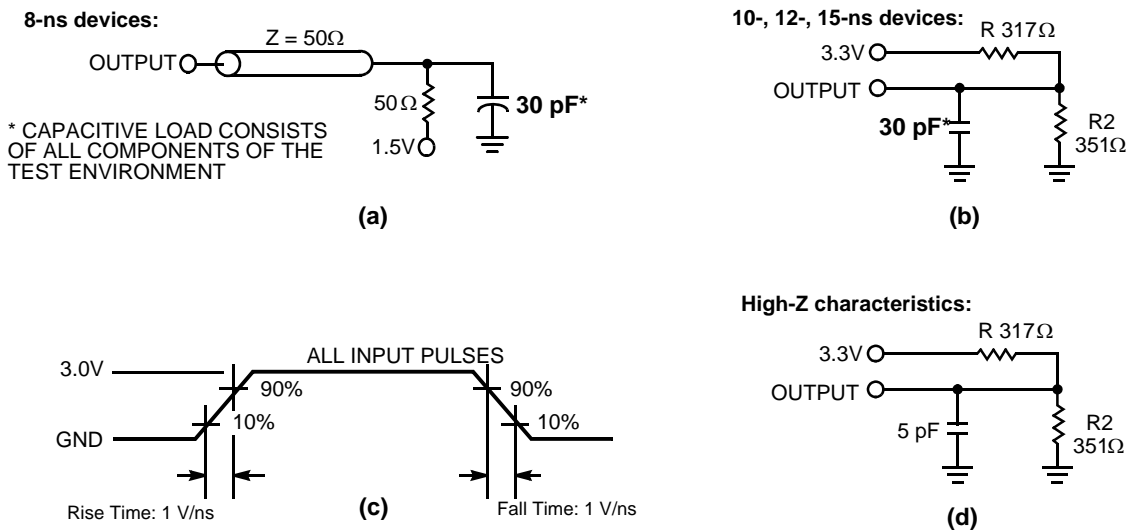 8-ns devices:
Z = 50Ω
OUTPUT
50Ω
30 pF*
1.5V
* CAPACITIVE LOAD CONSISTS
OF ALL COMPONENTS OF THE
TEST ENVIRONMENT
(a)
10-, 12-, 15-ns devices:
R 317Ω
3.3V
OUTPUT
30 pF*
R2
351Ω
(b)
3.0V
ALL INPUT PULSES
90%
90%
10%
10%
GND
Rise Time: 1 V/ns
(c)
Fall Time: 1 V/ns
High-Z characteristics:
R 317Ω
3.3V
OUTPUT
5 pF
R2
351Ω
(d)